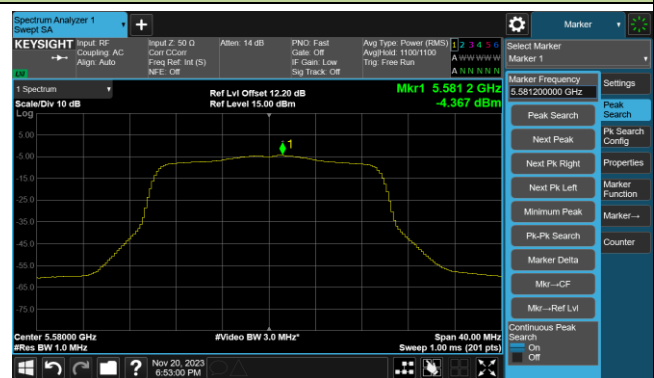 Spectrum Analyzer 1
Swept SA
+
Marker
KEYSIGHT
Input: RF
Coupling: AC
Align: Auto
Input Z: 50 Ω
Corr CCorr
Freq Ref: Int (S)
NFE: Off
Atten: 14 dB
PNO: Fast
Gate: Off
IF Gain: Low
Sig Track: Off
Avg Type: Power (RMS)
Avg|Hold: 1100/1100
Trig: Free Run
1 2 3 4 5 6
A W W W W W
A N N N N N
LXI
Select Marker
Marker 1
1 Spectrum
Scale/Div 10 dB
Log
Ref Lvl Offset 12.20 dB
Ref Level 15.00 dBm
Mkr1 5.581 2 GHz
-4.367 dBm
1
5.00
-5.00
-15.0
-25.0
-35.0
-45.0
-55.0
-65.0
-75.0
Center 5.58000 GHz
#Res BW 1.0 MHz
#Video BW 3.0 MHz*
Span 40.00 MHz
Sweep 1.00 ms (201 pts)
Marker Frequency
5.581200000 GHz
Peak Search
Next Peak
Next Pk Right
Next Pk Left
Minimum Peak
Pk-Pk Search
Marker Delta
Mkr→CF
Mkr→Ref Lvl
Continuous Peak
Search
On
Off
Settings
Peak
Search
Pk Search
Config
Properties
Marker
Function
Marker→
Counter
?
Nov 20, 2023
6:53:00 PM